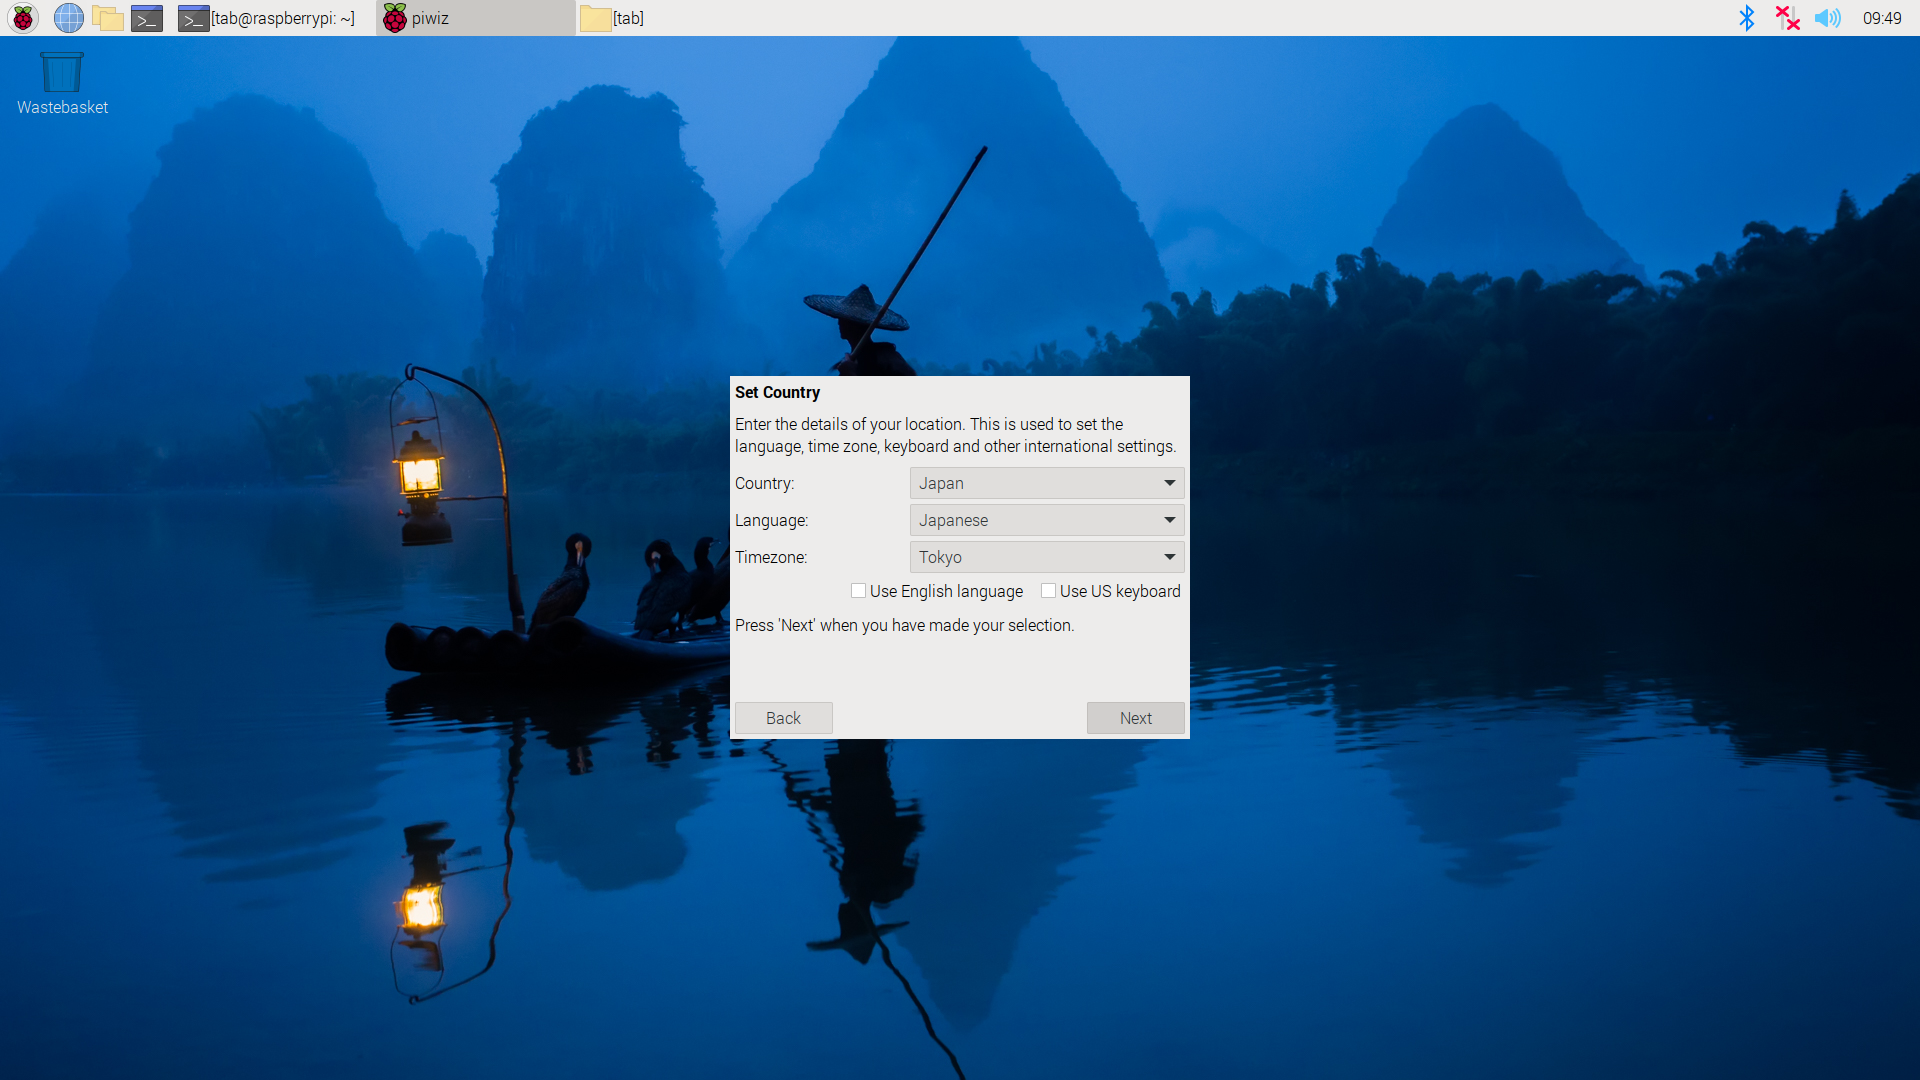 [tab@raspberrypi: ~]
piwiz
[tab]
09:49
Wastebasket
Set Country
Enter the details of your location. This is used to set the
language, time zone, keyboard and other international settings.
Country:
Japan
Language:
Japanese
Timezone:
Tokyo
Use English language
Use US keyboard
Press 'Next' when you have made your selection.
Back
Next